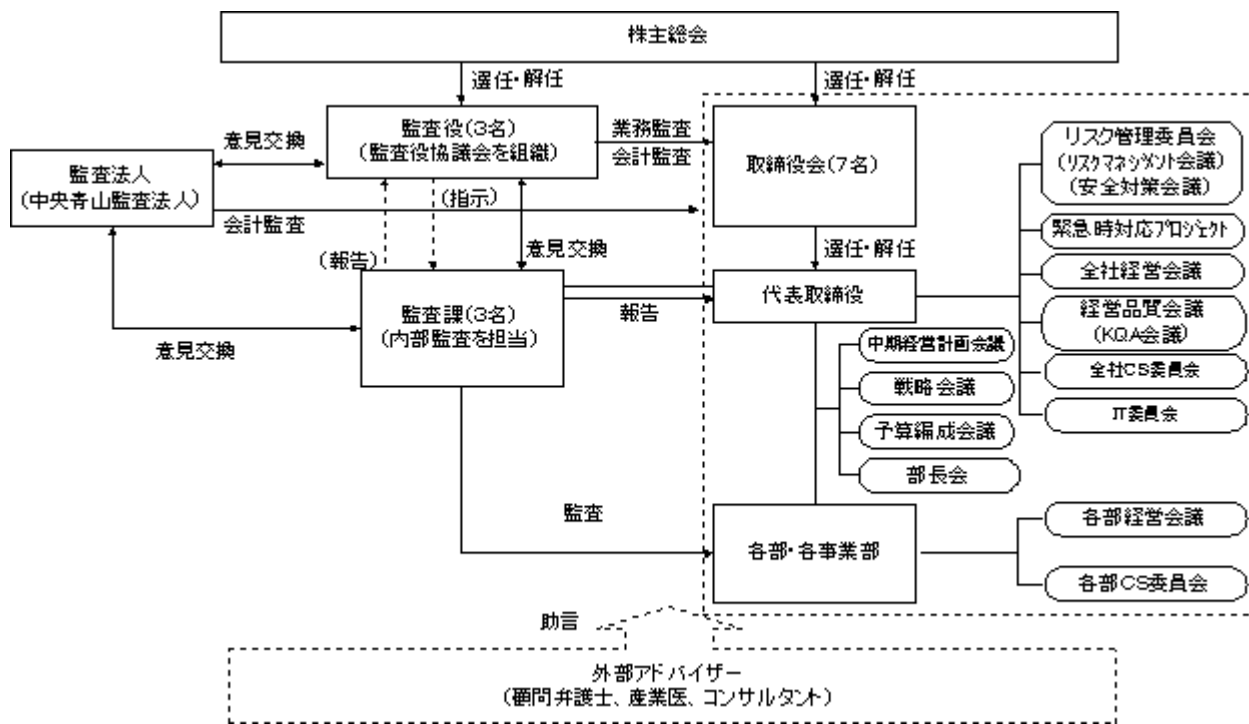 株主総会
選任・解任
選任・解任
監査役(3名)
(監査役協議会を組織)
業務監査
会計監査
取締役会(7名)
意見交換
監査法人
(中央青山監査法人)
会計監査
(指示)
(報告)
意見交換
選任・解任
リスク管理委員会
(リスクマネジメント会議)
(安全対策会議)
緊急時対応プロジェクト
全社経営会議
経営品質会議
(KQA会議)
全社CS委員会
IT委員会
監査課(3名)
(内部監査を担当)
報告
代表取締役
意見交換
中期経営計画会議
戦略会議
予算編成会議
部長会
監査
各部・各事業部
各部経営会議
各部CS委員会
助言
外部アドバイザー
(顧問弁護士、産業医、コンサルタント)